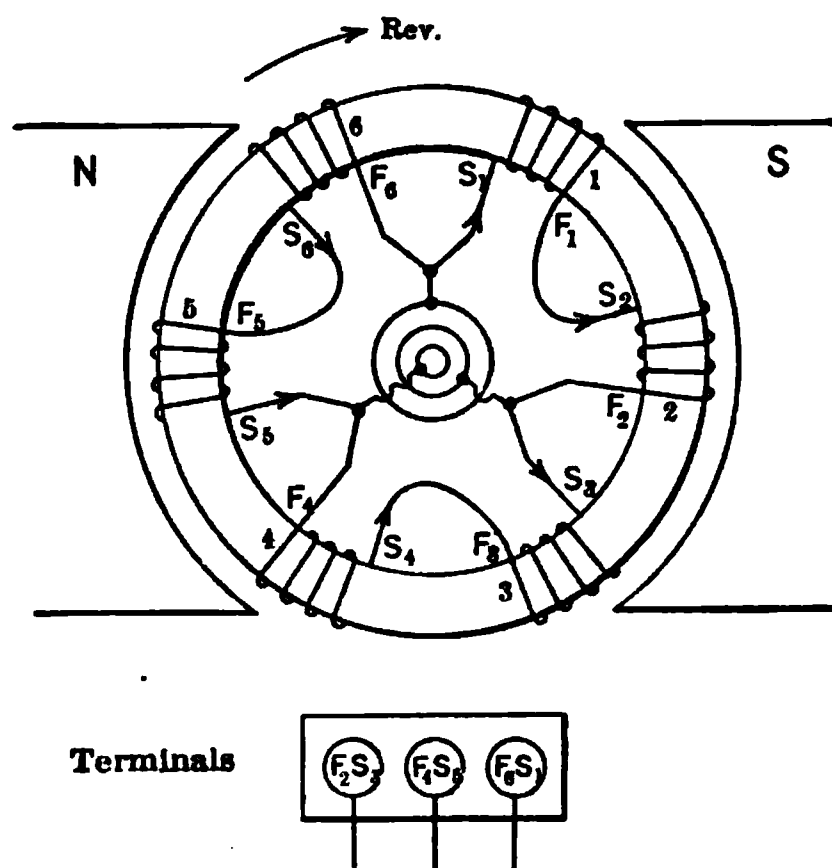 Rev.
N
S
6
1
F₆
S₁
S₆
F₁
5
F₅
S₂
S₅
F₂
2
F₄
S₃
4
S₄
F₃
3
Terminals
F₂S₃
F₄S₅
F₆S₁